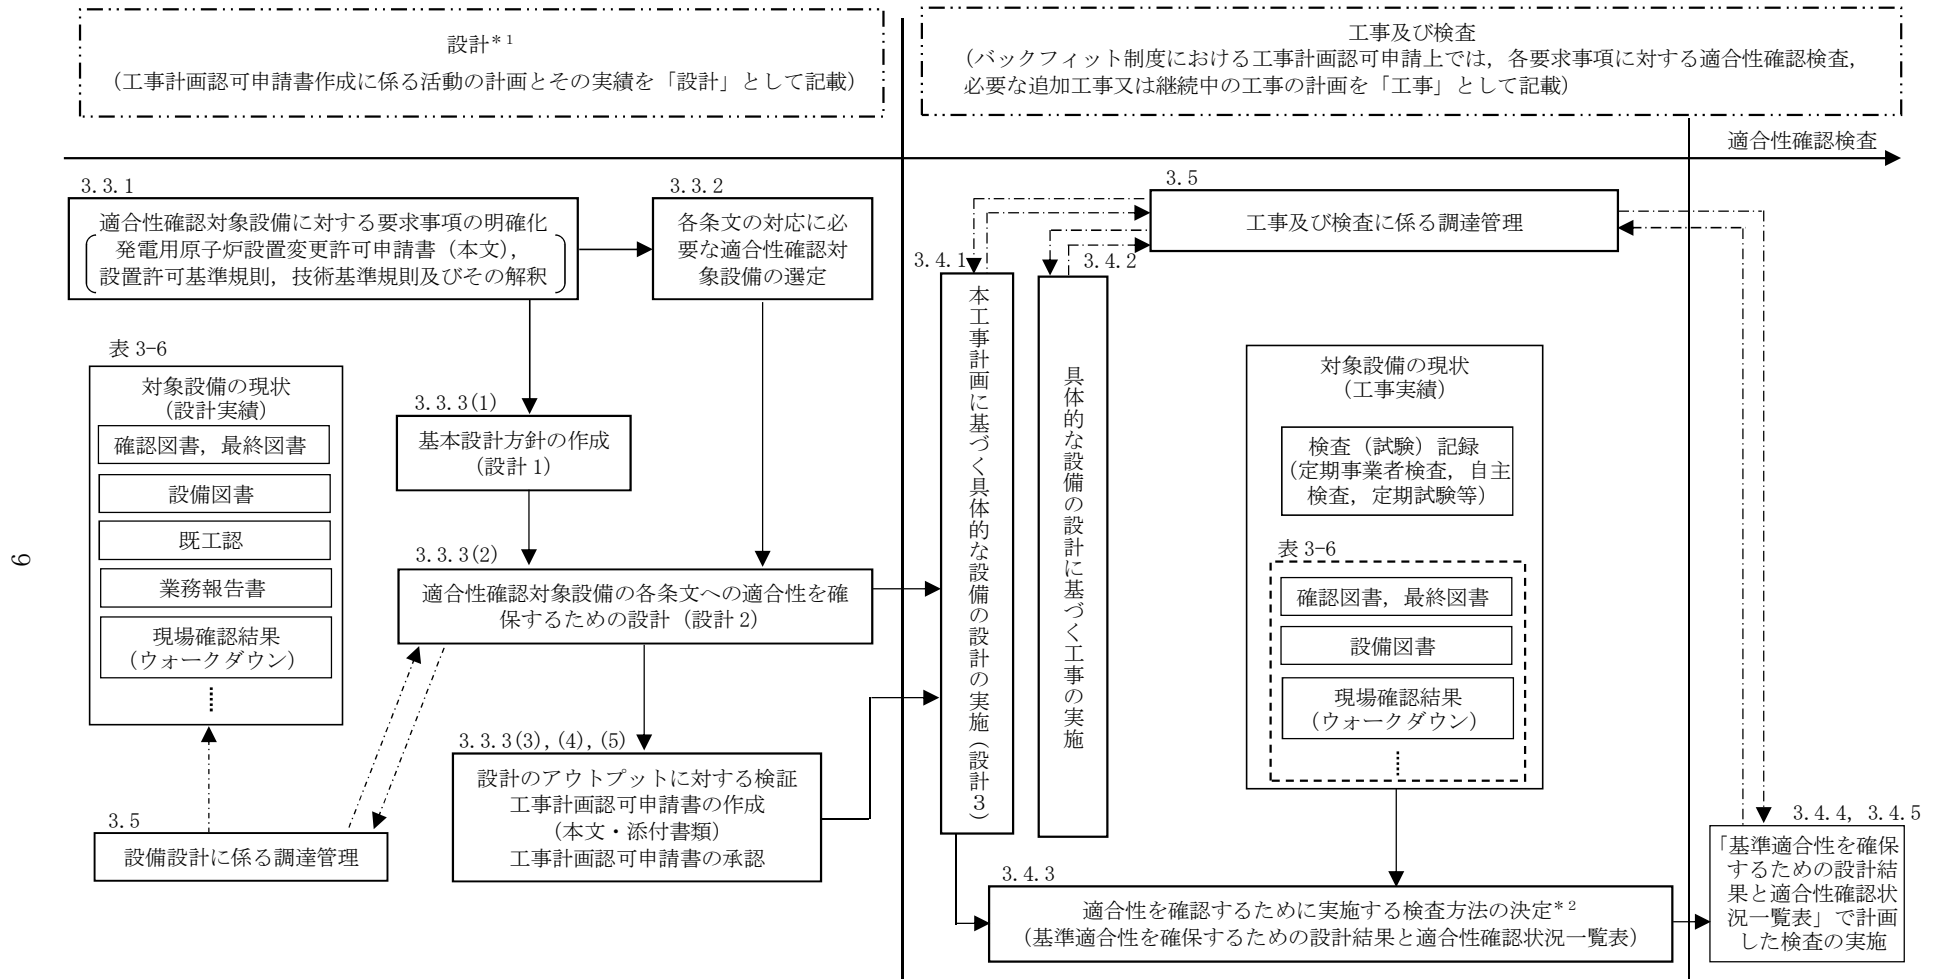 設計*1
(工事計画認可申請書作成に係る活動の計画とその実績を「設計」として記載)
工事及び検査
(バックフィット制度における工事計画認可申請上では，各要求事項に対する適合性確認検査，
必要な追加工事又は継続中の工事の計画を「工事」として記載)
適合性確認検査
3.3.1
適合性確認対象設備に対する要求事項の明確化
発電用原子炉設置変更許可申請書（本文），
設置許可基準規則，技術基準規則及びその解釈
3.3.2
各条文の対応に必
要な適合性確認対
象設備の選定
表 3-6
対象設備の現状
(設計実績)
確認図書，最終図書
設備図書
既工認
業務報告書
現場確認結果
(ウォークダウン)
3.3.3(1)
基本設計方針の作成
(設計 1)
3.3.3(2)
適合性確認対象設備の各条文への適合性を確
保するための設計（設計 2）
3.3.3(3), (4), (5)
設計のアウトプットに対する検証
工事計画認可申請書の作成
(本文・添付書類)
工事計画認可申請書の承認
3.5
設備設計に係る調達管理
3.5
工事及び検査に係る調達管理
3.4.1
本工事計画に基づく具体的な設備の設計の実施（設計３）
3.4.2
具体的な設備の設計に基づく工事の実施
対象設備の現状
(工事実績)
検査（試験）記録
(定期事業者検査，自主
検査，定期試験等)
表 3-6
確認図書，最終図書
設備図書
現場確認結果
(ウォークダウン)
3.4.3
適合性を確認するために実施する検査方法の決定*2
(基準適合性を確保するための設計結果と適合性確認状況一覧表)
3.4.4, 3.4.5
「基準適合性を確保
するための設計結
果と適合性確認状
況一覧表」で計画
した検査の実施
9